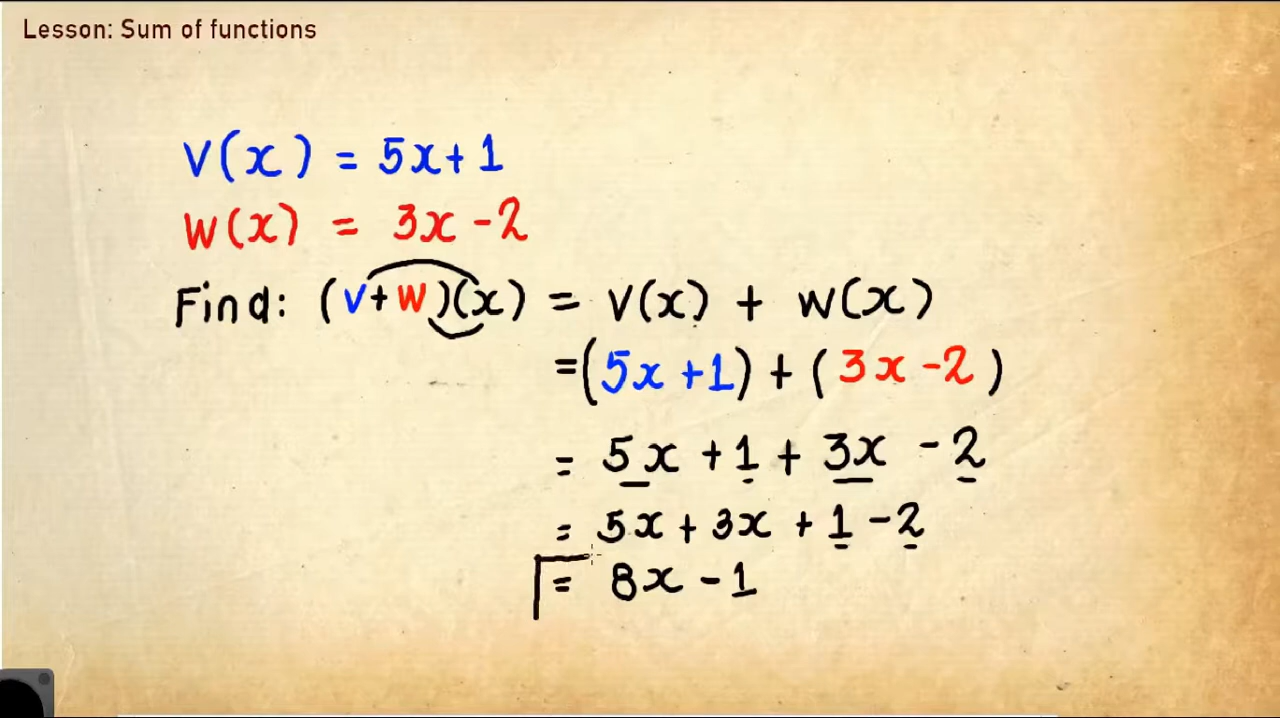 Lesson: Sum of functions
V(x) = 5x+1
W(x) = 3x-2
Find: (v+w)(x) = v(x) + w(x)
=(5x+1) + (3x-2)
= 5x +1 + 3x -2
= 5x + 3x + 1 -2
= 8x -1